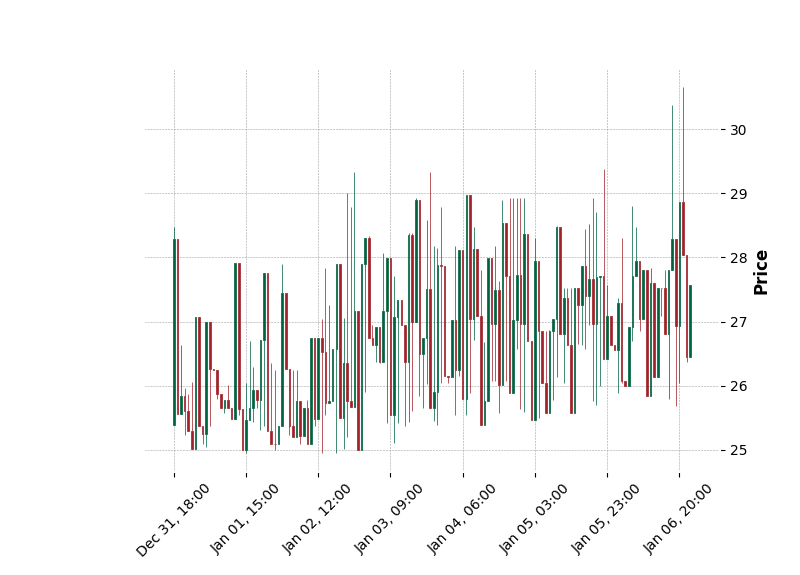 30
29
28
27
26
25
Price
Dec 31, 18:00
Jan 01, 15:00
Jan 02, 12:00
Jan 03, 09:00
Jan 04, 06:00
Jan 05, 03:00
Jan 05, 23:00
Jan 06, 20:00